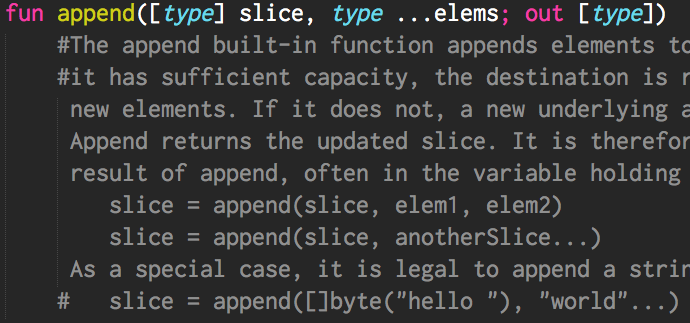 fun append([type] slice, type ...elems; out [type])
#The append built-in function appends elements to
#it has sufficient capacity, the destination is
new elements. If it does not, a new underlying
Append returns the updated slice. It is
result of append, often in the variable holding
slice = append(slice, elem1, elem2)
slice = append(slice, anotherSlice...)
As a special case, it is legal to append a
# slice = append([]byte("hello "), "world"...)